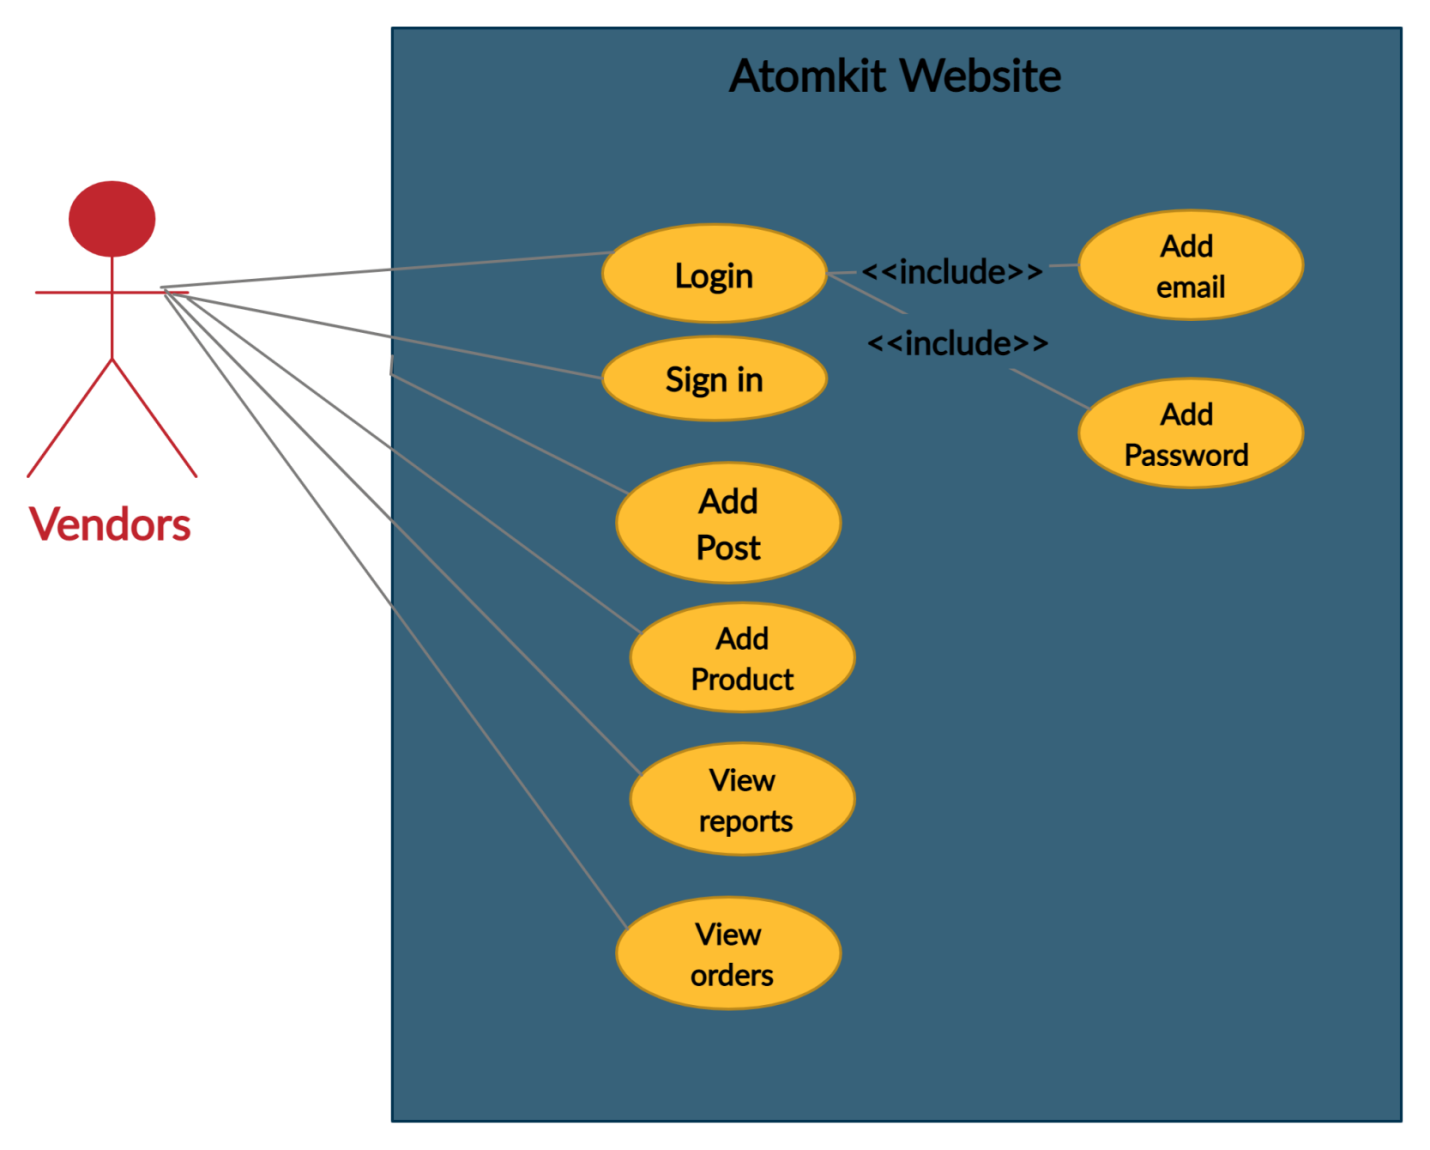 Atomkit Website
Vendors
Login
<<include>>
Add
email
<<include>>
Add
Password
Sign in
Add
Post
Add
Product
View
reports
View
orders